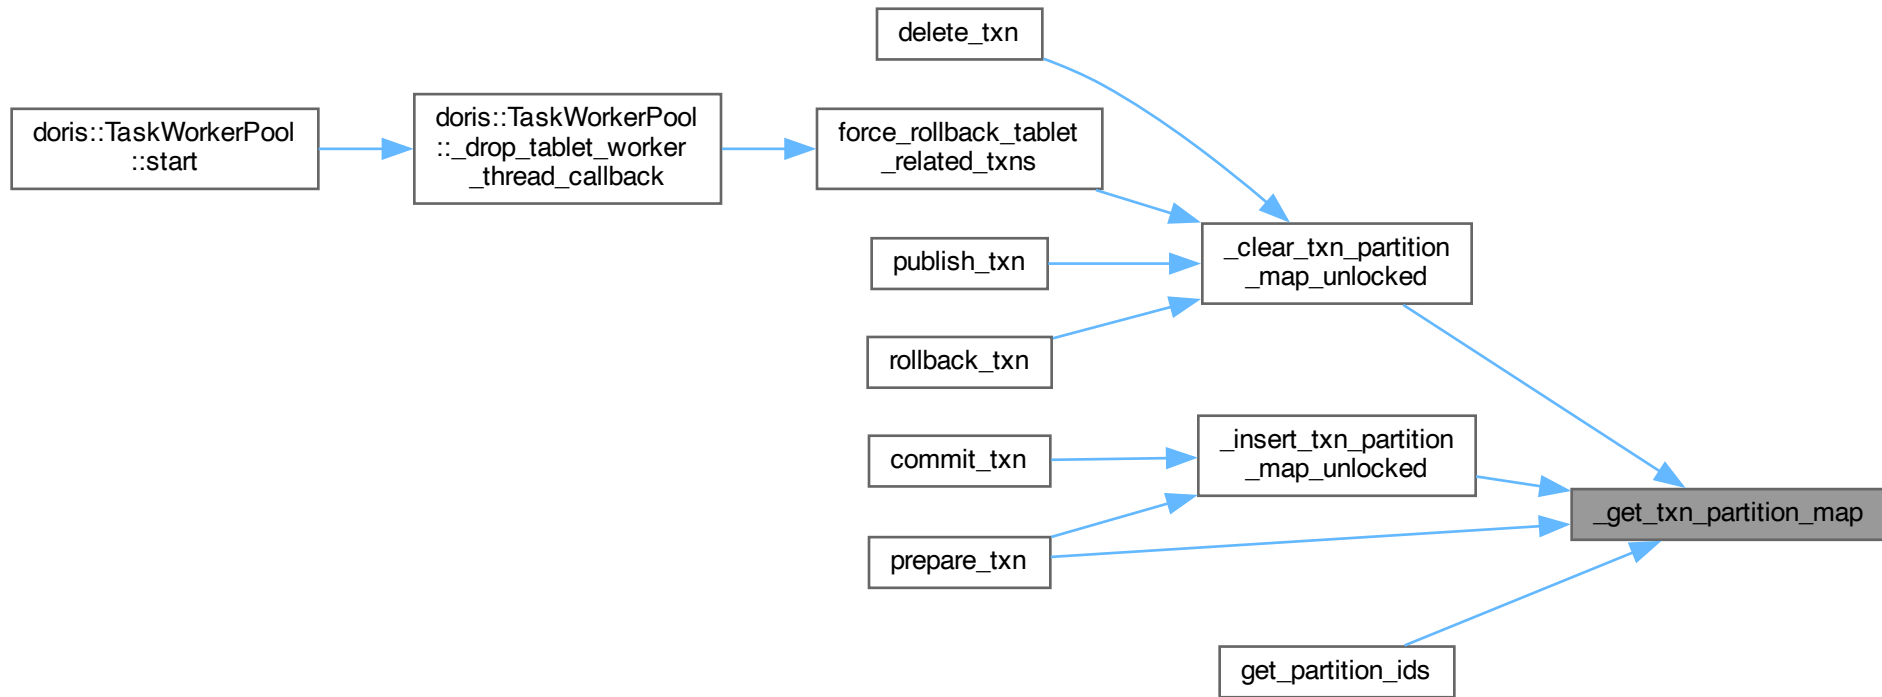 delete_txn
doris::TaskWorkerPool
::start
doris::TaskWorkerPool
::_drop_tablet_worker
_thread_callback
force_rollback_tablet
_related_txns
publish_txn
_clear_txn_partition
_map_unlocked
rollback_txn
commit_txn
_insert_txn_partition
_map_unlocked
_get_txn_partition_map
prepare_txn
get_partition_ids